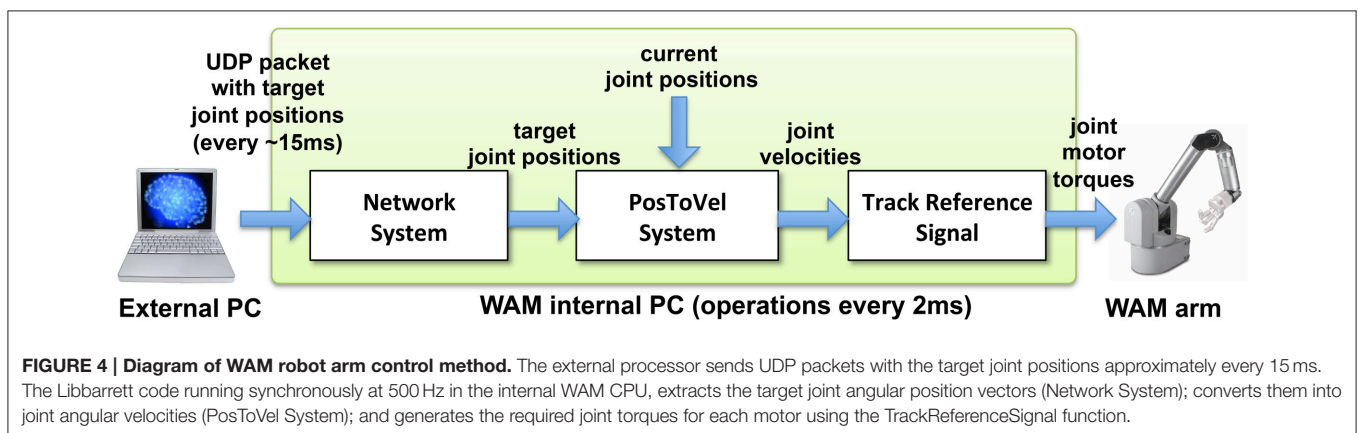 UDP packet
with target
joint positions
(every ~15ms)
current
joint positions
target
joint positions
joint
velocities
joint
motor
torques
Network
System
PosToVel
System
Track Reference
Signal
External PC
WAM internal PC (operations every 2ms)
WAM arm
FIGURE 4 | Diagram of WAM robot arm control method. The external processor sends UDP packets with the target joint positions approximately every 15 ms.
The Libbarrett code running synchronously at 500 Hz in the internal WAM CPU, extracts the target joint angular position vectors (Network System); converts them into
joint angular velocities (PosToVel System); and generates the required joint torques for each motor using the TrackReferenceSignal function.